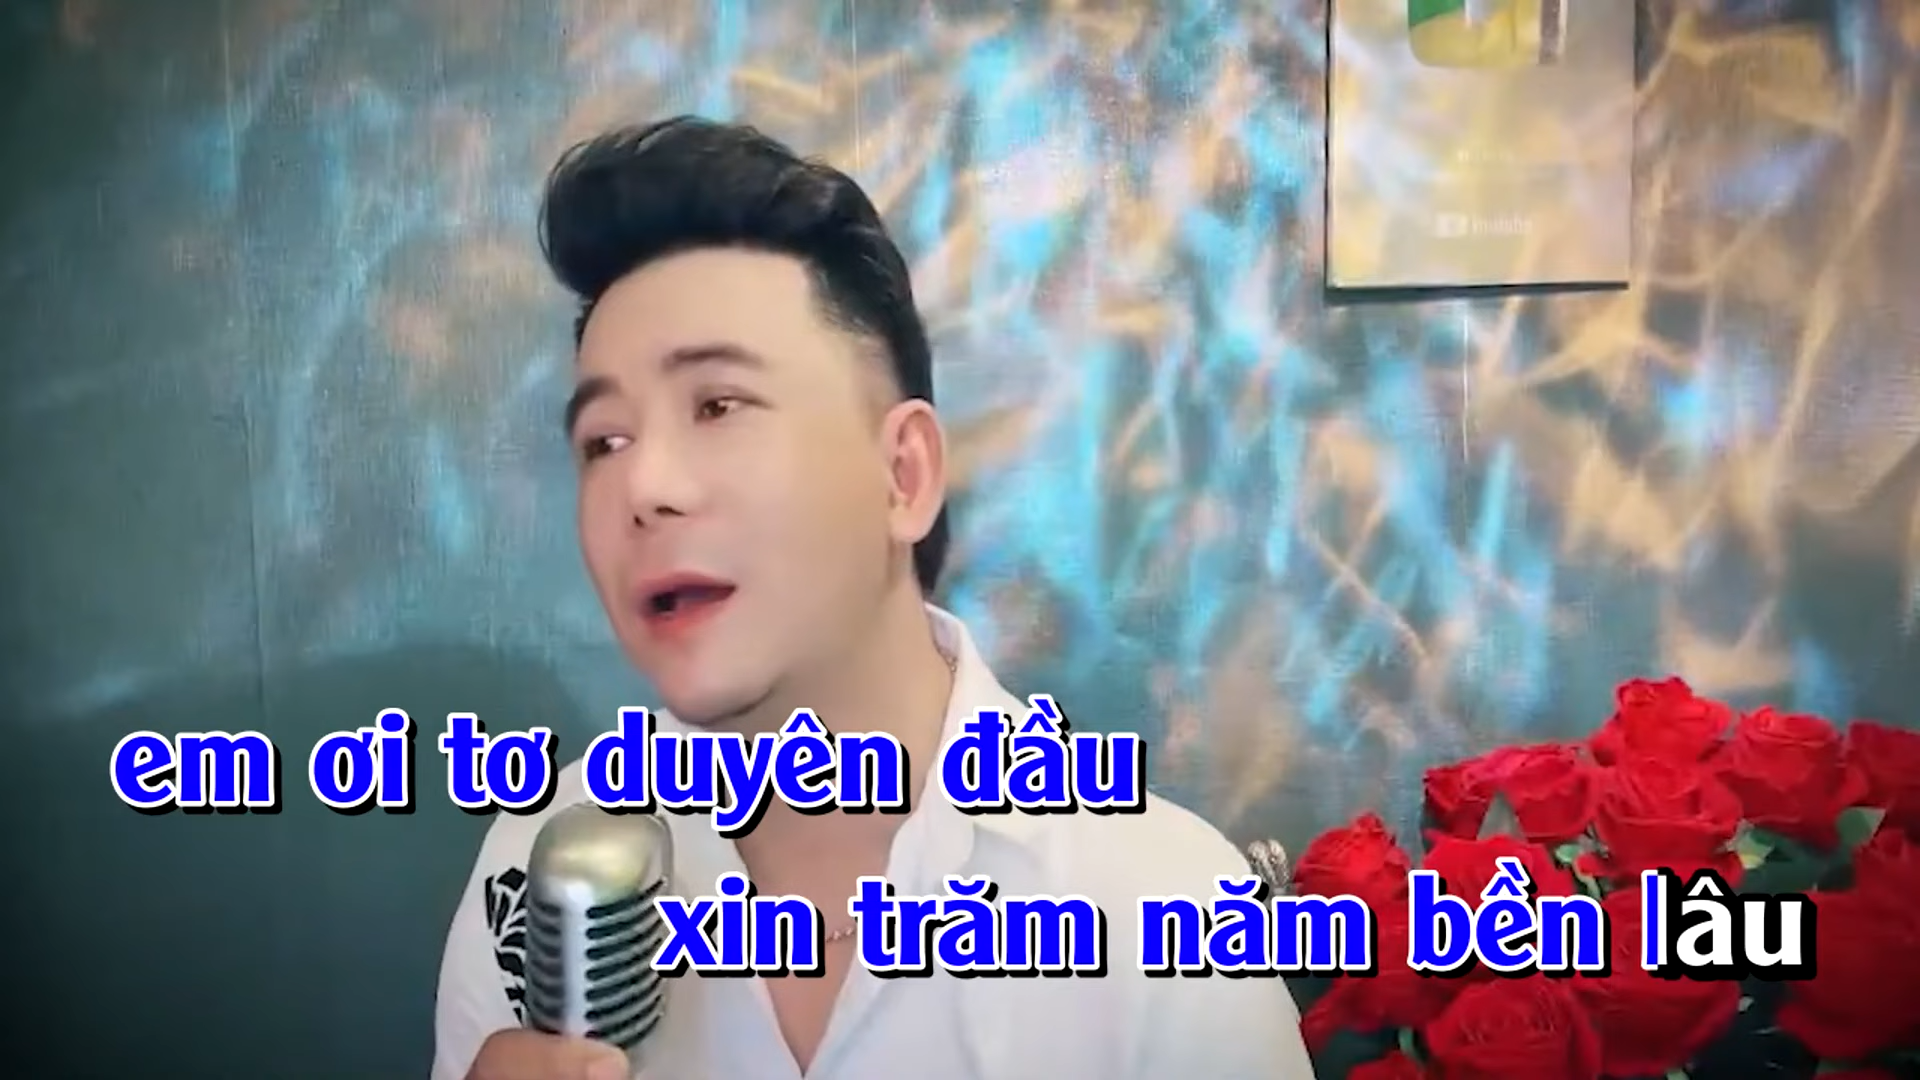 em ơi tơ duyên đầu
xin trăm năm bền lâu